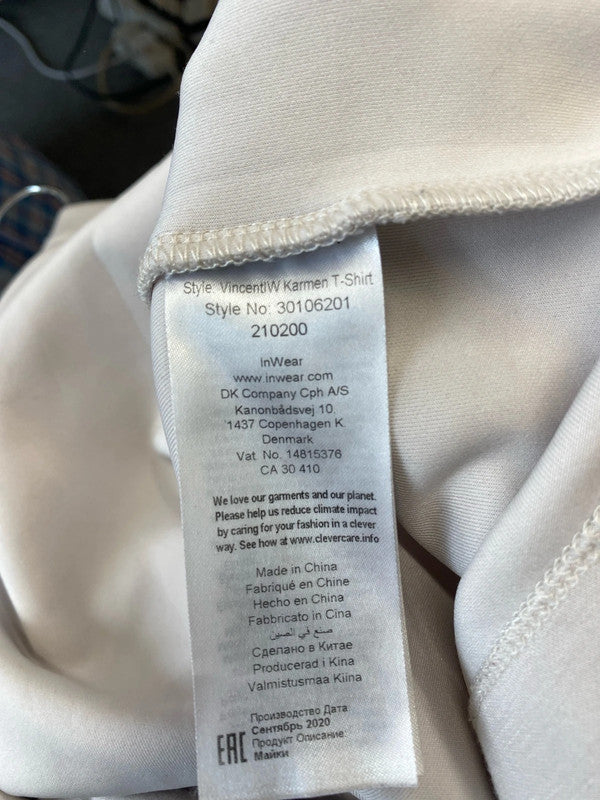 Style: VincentIW Karmen T-Shirt
Style No: 30106201
210200
InWear
www.inwear.com
DK Company Cph A/S
Kanonbådsvej 10
1437 Copenhagen K.
Denmark
Vat. No. 14815376
CA 30 410
We love our garments and our planet.
Please help us reduce climate impact
by caring for your fashion in a clever
way. See how at www.clevercare.info
Made in China
Fabriqué en Chine
Hecho en China
Fabbricato in Cina
صنع في الصين
Сделано в Китае
Producerad i Kina
Valmistusmaa Kiina
Производство Дата
Сентябрь 2020
EAC Продукт Описание:
Майки